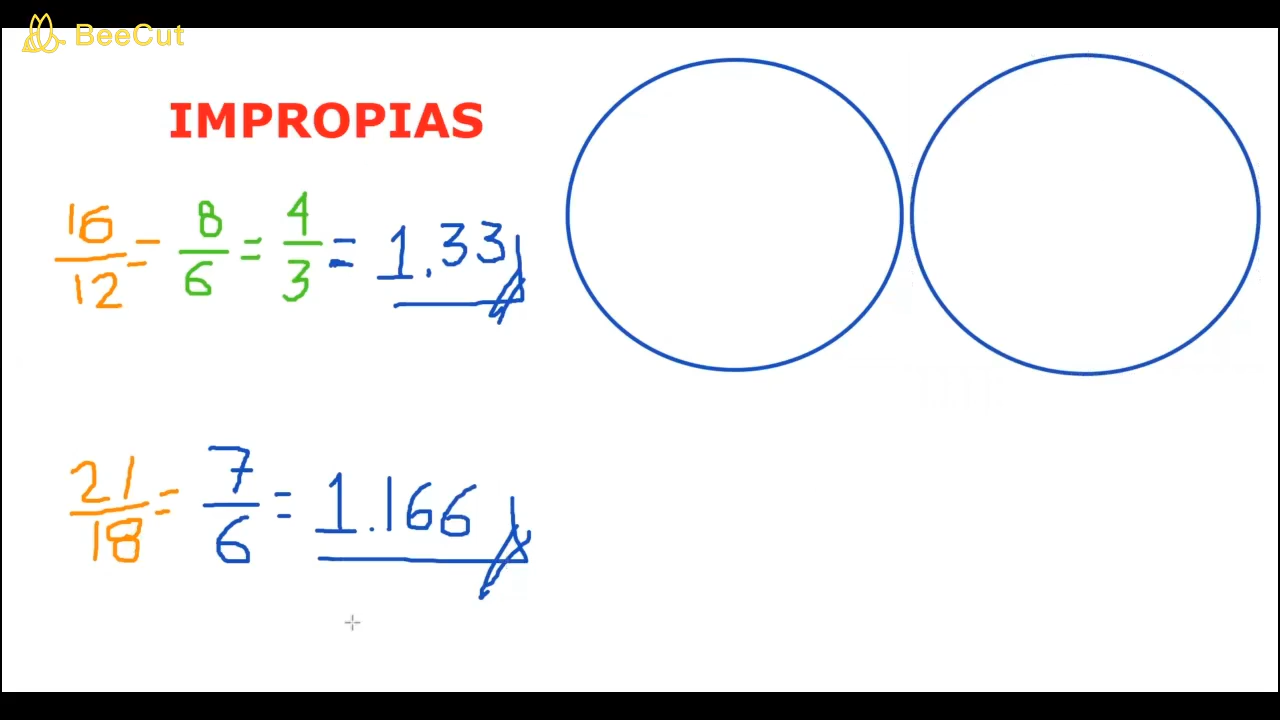 BeeCut
IMPROPIAS
16/12 = 8/6 = 4/3 = 1.33
21/18 = 7/6 = 1.166